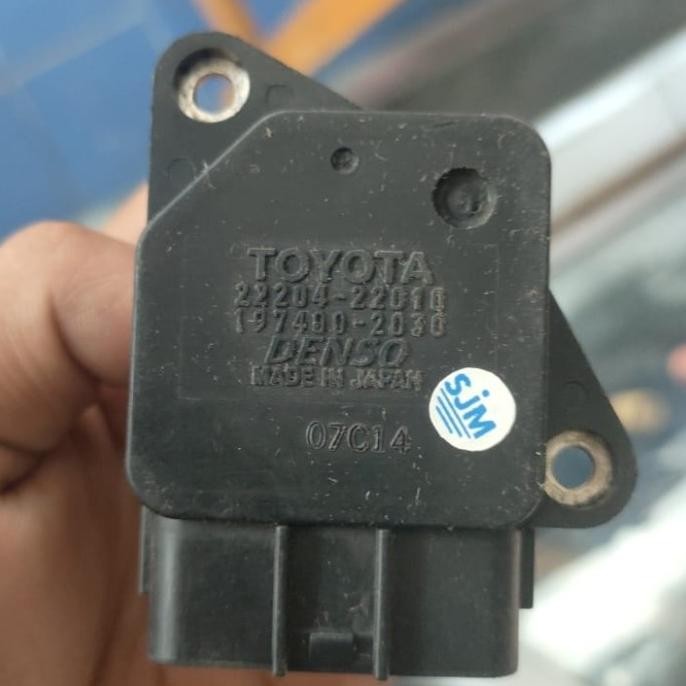 TOYOTA
22204-22010
197400-2030
DENSO
MADE IN JAPAN
SJM
07C14